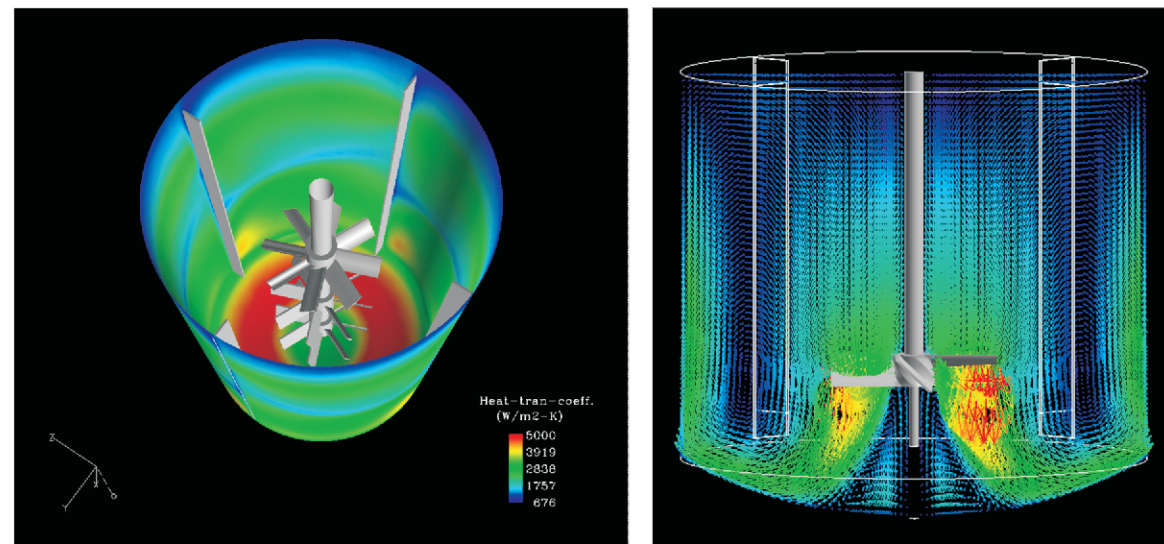 Heat-tran-coeff.
(W/m2-K)
5000
3919
2838
1757
676
Z
X
Y